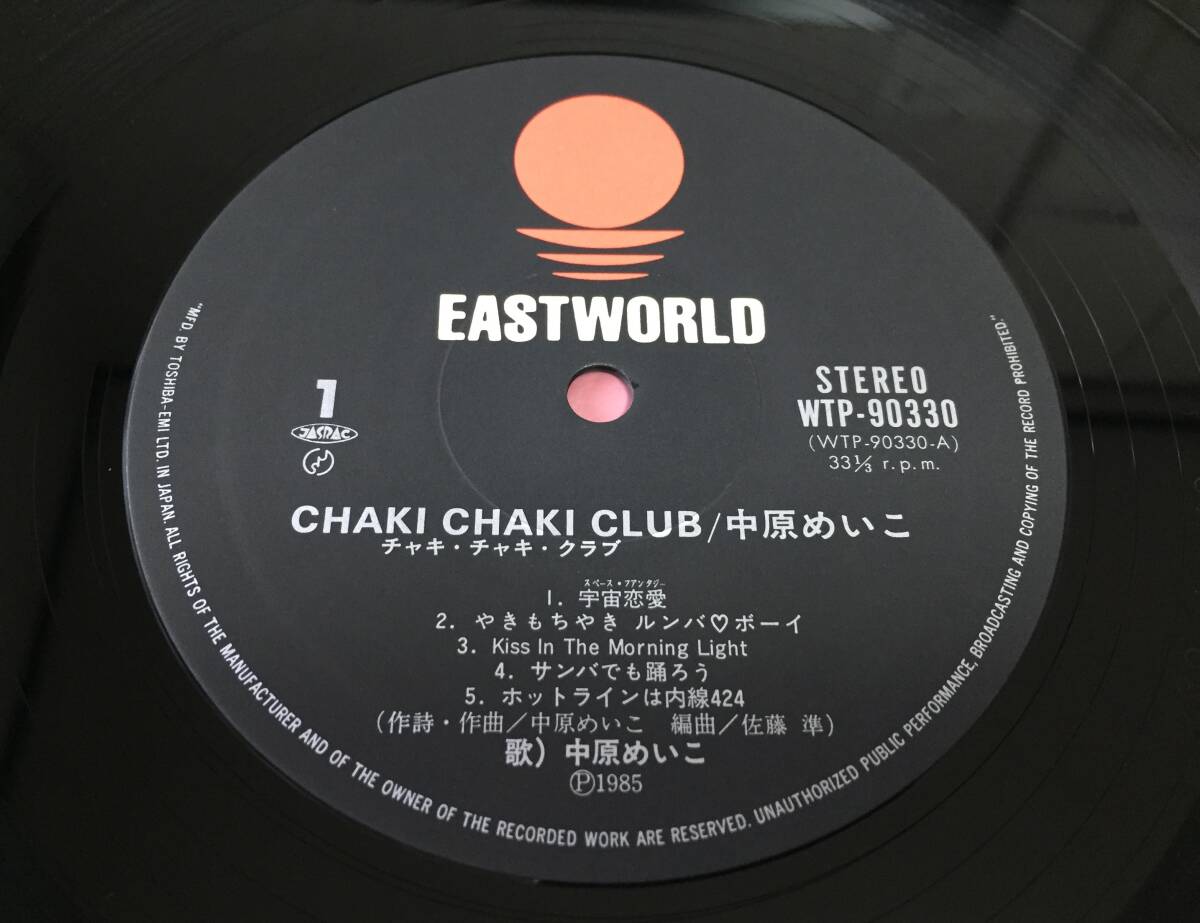 EASTWORLD
1
JASRAC
STEREO
WTP-90330
(WTP-90330-A)
33⅓ r.p.m.
CHAKI CHAKI CLUB/中原めいこ
チャキ・チャキ・クラブ
スペース・ファンタジー
1. 宇宙恋愛
2. やきもちやき ルンバ♡ボーイ
3. Kiss In The Morning Light
4. サンバでも踊ろう
5. ホットラインは内線424
(作詩・作曲/中原めいこ 編曲/佐藤 準)
歌) 中原めいこ
Ⓟ1985
"MFD. BY TOSHIBA-EMI LTD. IN JAPAN. ALL RIGHTS OF THE MANUFACTURER AND OF THE OWNER OF THE RECORDED WORK ARE RESERVED. UNAUTHORIZED PUBLIC PERFORMANCE, BROADCASTING AND COPYING OF THE RECORD PROHIBITED."